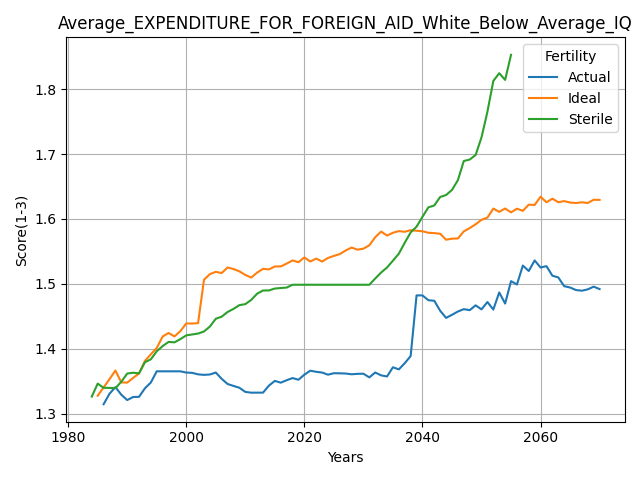 Average_EXPENDITURE_FOR_FOREIGN_AID_White_Below_Average_IQ
Fertility
Actual
Ideal
Sterile
Score(1-3)
1.8
1.7
1.6
1.5
1.4
1.3
1980
2000
2020
2040
2060
Years